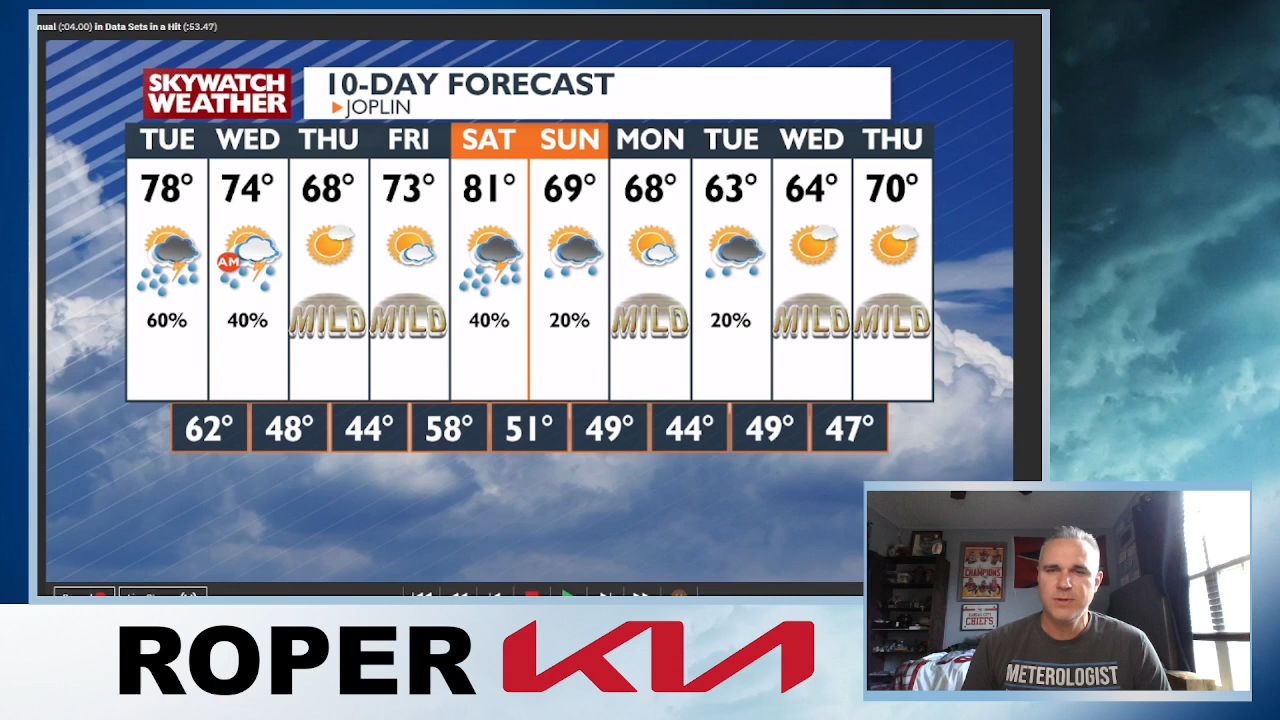 nual (:04.00) in Data Sets in a Hit (:53.47)
SKYWATCH
WEATHER
10-DAY FORECAST
JOPLIN
TUE WED THU FRI SAT SUN MON TUE WED THU
78° 74° 68° 73° 81° 69° 68° 63° 64° 70°
AM
60% 40% MILD MILD 40% 20% MILD 20% MILD MILD
62° 48° 44° 58° 51° 49° 44° 49° 47°
ROPER KIA
CHAMPIONS
KANSAS CITY
CHIEFS
METEROLOGIST